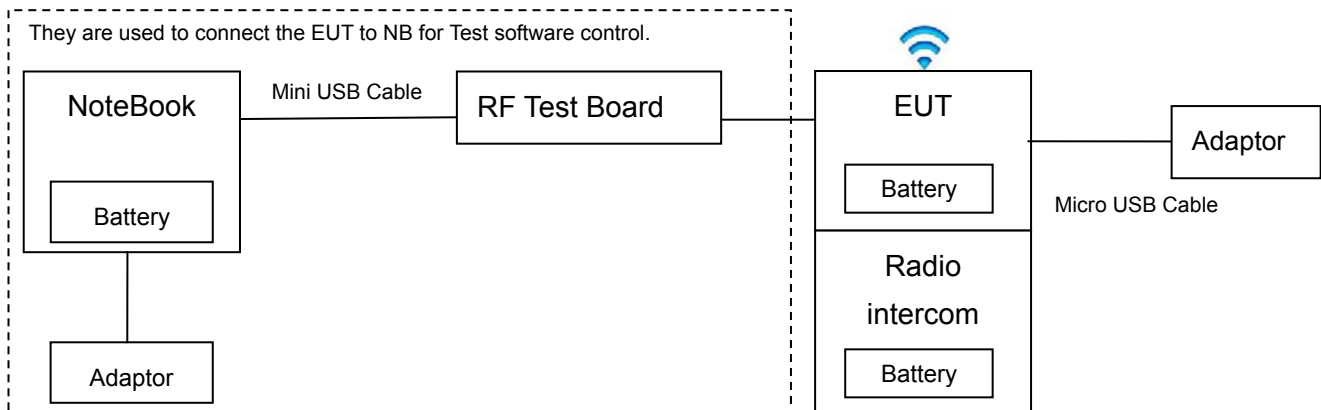 They are used to connect the EUT to NB for Test software control.
NoteBook
Mini USB Cable
RF Test Board
EUT
Adaptor
Battery
Battery
Micro USB Cable
Radio
intercom
Adaptor
Battery